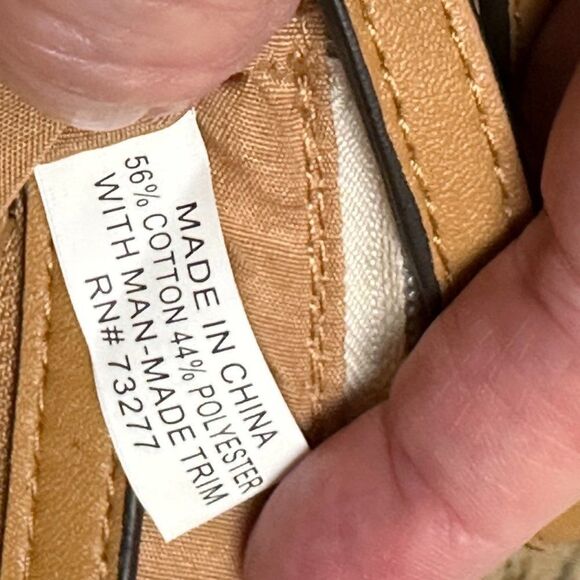 MADE IN CHINA
56% COTTON 44% POLYESTER
WITH MAN-MADE TRIM
RN# 73277